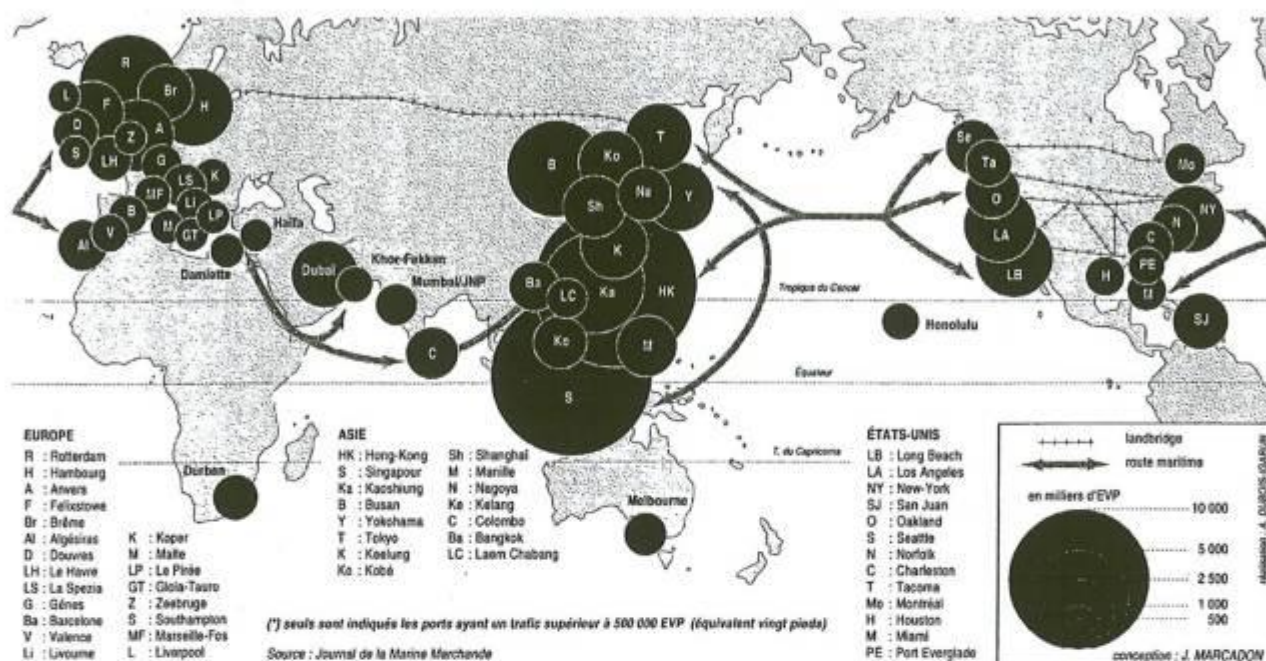 R
Br
H
L
F
D
A
Z
S
LH
G
K
LS
MF
Li
B
LP
M
GT
V
Al
Haifa
Damiette
Dubaï
Khor-Fakkan
Mumbai/JNP
C
T
Ko
B
Na
Y
Sh
K
Ba
Ka
HK
LC
Ke
M
S
Se
Ta
O
LA
LB
Mo
NY
N
C
PE
H
M
SJ
Tropique du Cancer
Honolulu
Équateur
T. du Capricorne
Durban
Melbourne
EUROPE
R : Rotterdam
H : Hambourg
A : Anvers
F : Felixstowe
Br : Brême
Al : Algésiras
D : Douvres
LH : Le Havre
LS : La Spezia
G : Gênes
Ba : Barcelone
V : Valence
Li : Livourne
K : Koper
M : Malte
LP : Le Pirée
GT : Gioia-Tauro
Z : Zeebruge
S : Southampton
MF : Marseille-Fos
L : Liverpool
ASIE
HK : Hong-Kong
S : Singapour
Ka : Kaoshiung
B : Busan
Y : Yokohama
T : Tokyo
K : Keelung
Ko : Kobé
Sh : Shanghaï
M : Manille
N : Nagoya
Ke : Kelang
C : Colombo
Ba : Bangkok
LC : Laem Chabang
ÉTATS-UNIS
LB : Long Beach
LA : Los Angeles
NY : New-York
SJ : San Juan
O : Oakland
S : Seattle
N : Norfolk
C : Charleston
T : Tacoma
Mo : Montréal
H : Houston
M : Miami
PE : Port Everglade
landbridge
route maritime
en milliers d'EVP
10 000
5 000
2 500
1 000
500
conception : J. MARCADON
(*) seuls sont indiqués les ports ayant un trafic supérieur à 500 000 EVP (équivalent vingt pieds)
Source : Journal de la Marine Marchande